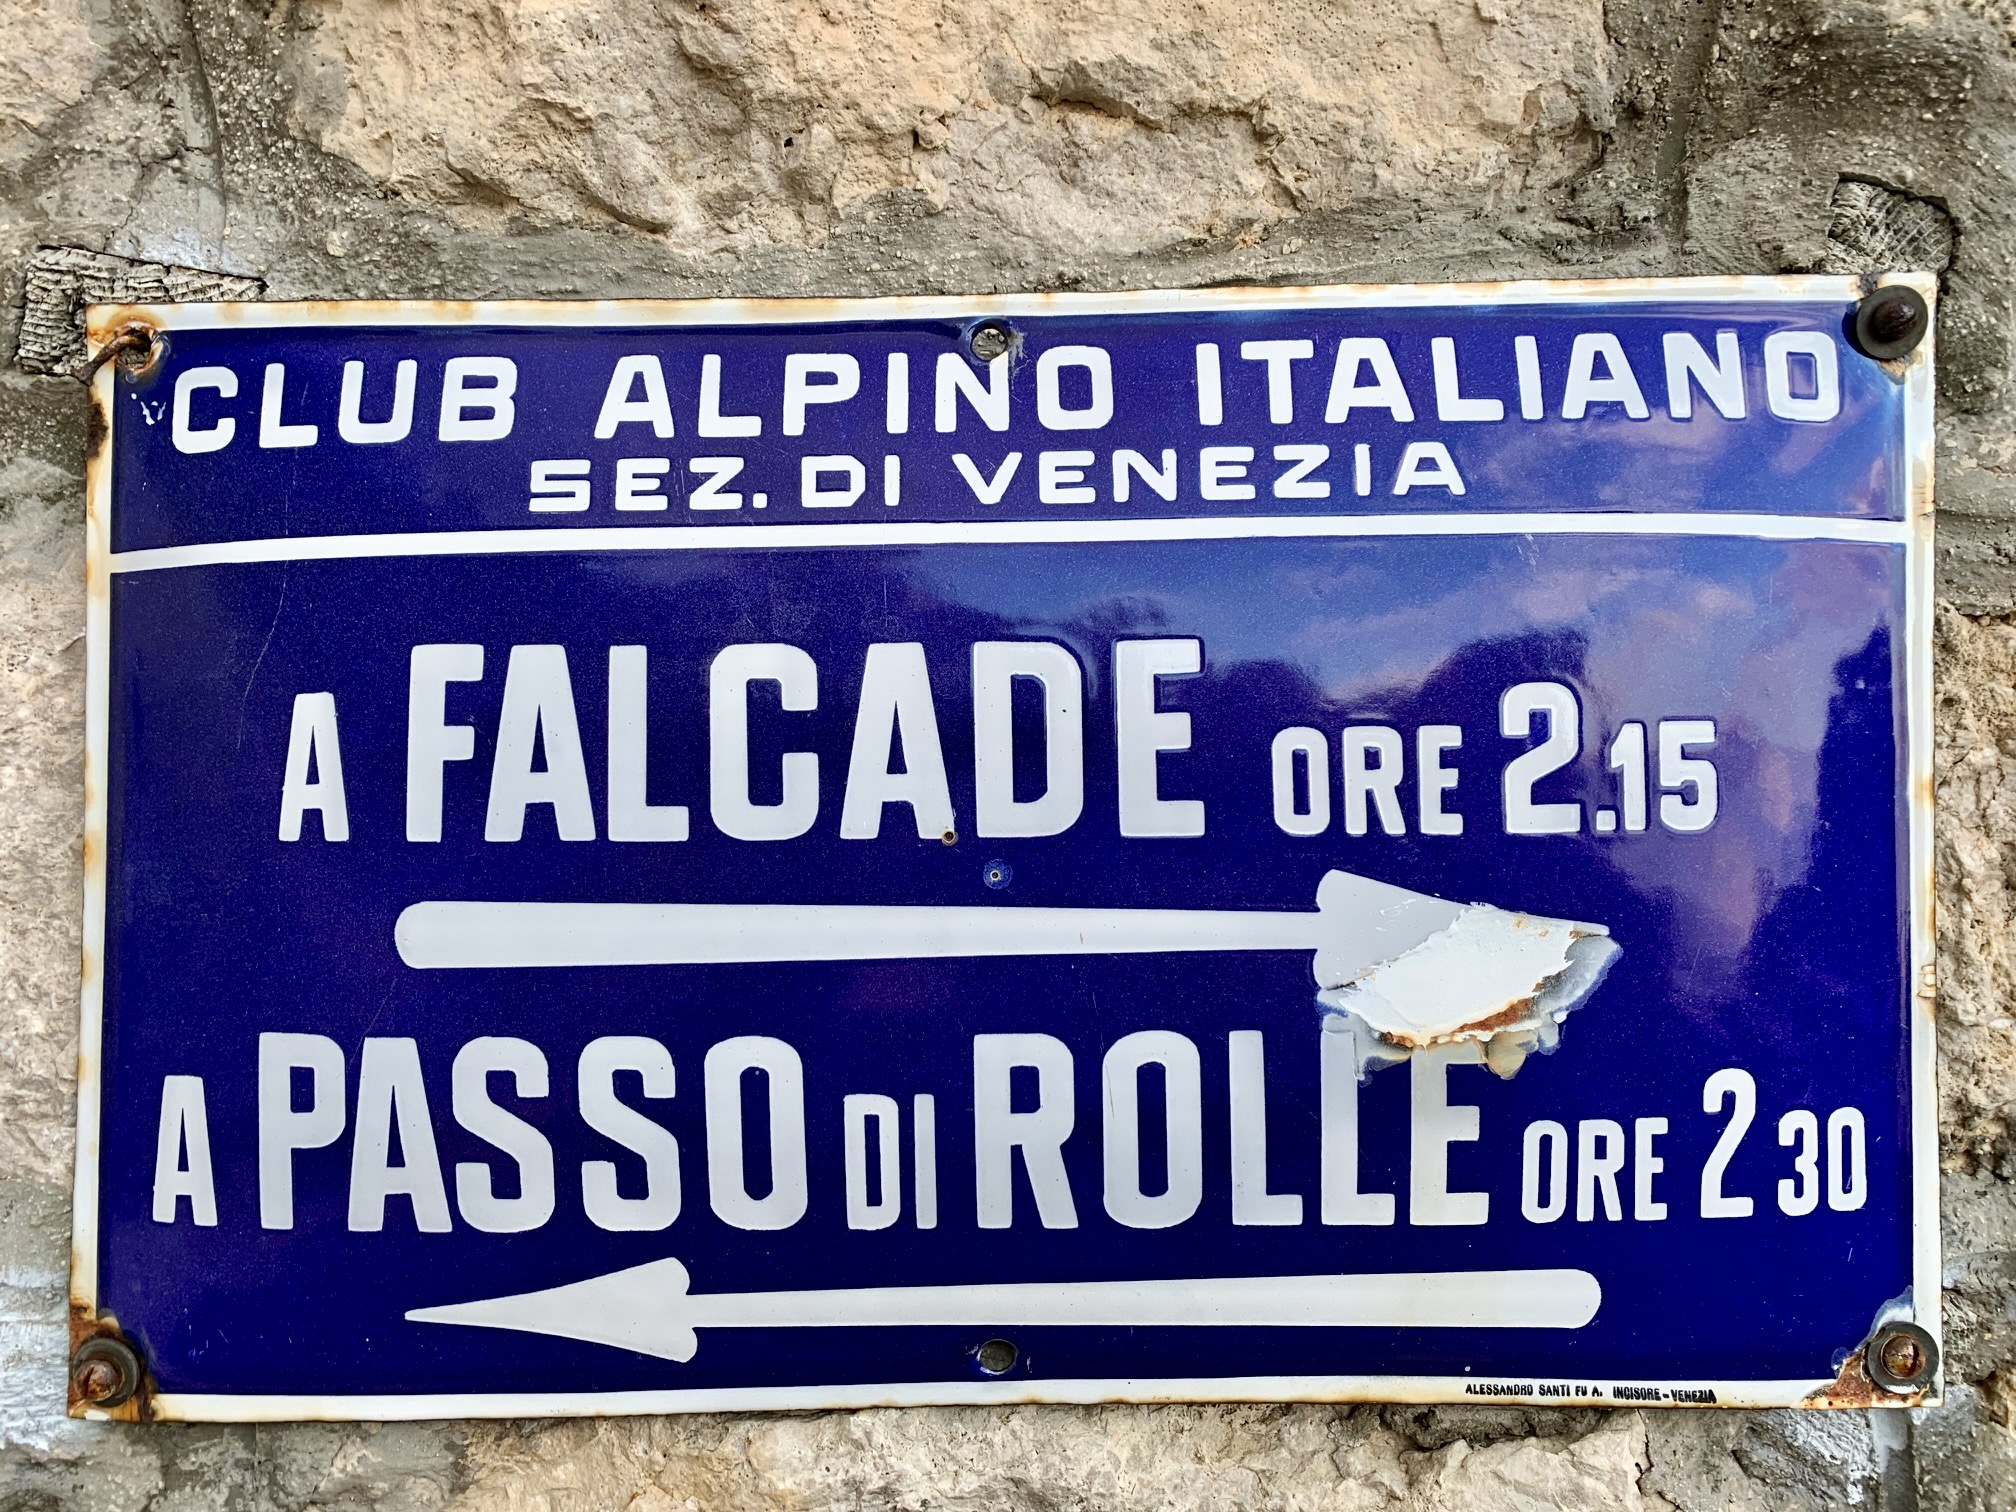 CLUB ALPINO ITALIANO
SEZ. DI VENEZIA
A FALCADE ORE 2.15
A PASSO DI ROLLE ORE 2 30
ALESSANDRO SANTI FU A. INCISORE - VENEZIA